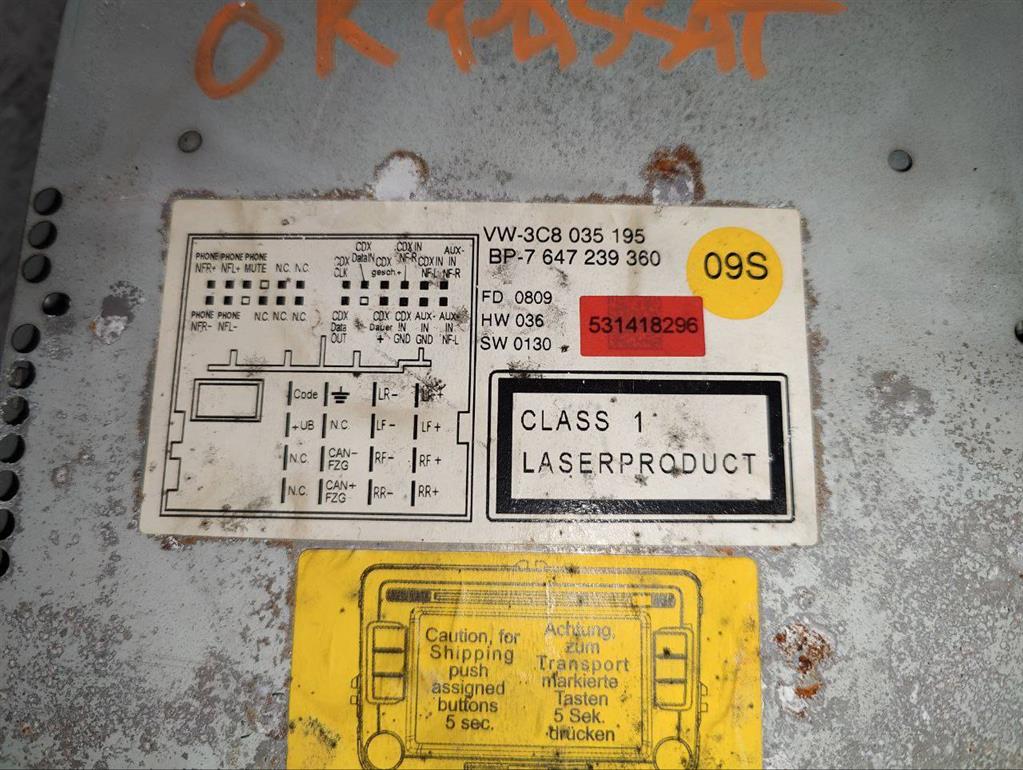 OK PASSAT
VW-3C8 035 195
BP-7 647 239 360
09S
FD 0809
HW 036
SW 0130
531418296
CLASS 1
LASERPRODUCT
PHONE PHONE PHONE
NFR+ NFL+ MUTE N.C. N.C.
CDX CLK
CDX DataIN
CDX gesch.+
CDX IN NF-R
CDX IN NF-L
AUX- IN NF-R
PHONE PHONE
NFR- NFL- N.C. N.C. N.C.
CDX Data OUT
CDX Dauer +
CDX IN GND
AUX- IN GND
AUX- IN NF-L
Code LR- LR+
+UB N.C. LF- LF+
N.C. CAN- FZG RF- RF+
N.C. CAN+ FZG RR- RR+
Caution, for
Shipping
push
assigned
buttons
5 sec.
Achtung,
zum
Transport
markierte
Tasten
5 Sek.
drücken